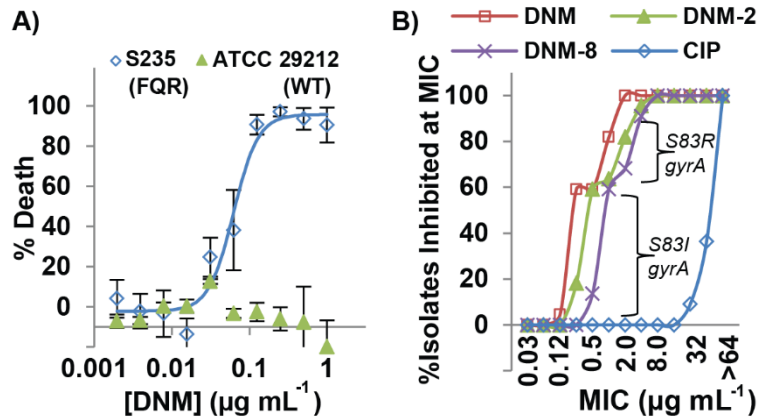 A)
S235 ATCC 29212
(FQR) (WT)
% Death
100
80
60
40
20
0
0.001 0.01 0.1 1
[DNM] (µg mL-1)
B)
DNM DNM-2
DNM-8 CIP
%Isolates Inhibited at MIC
100
80
60
40
20
0
S83R
gyrA
S83I
gyrA
0.03 0.12 0.5 2.0 8.0 32 >64
MIC (µg mL-1)